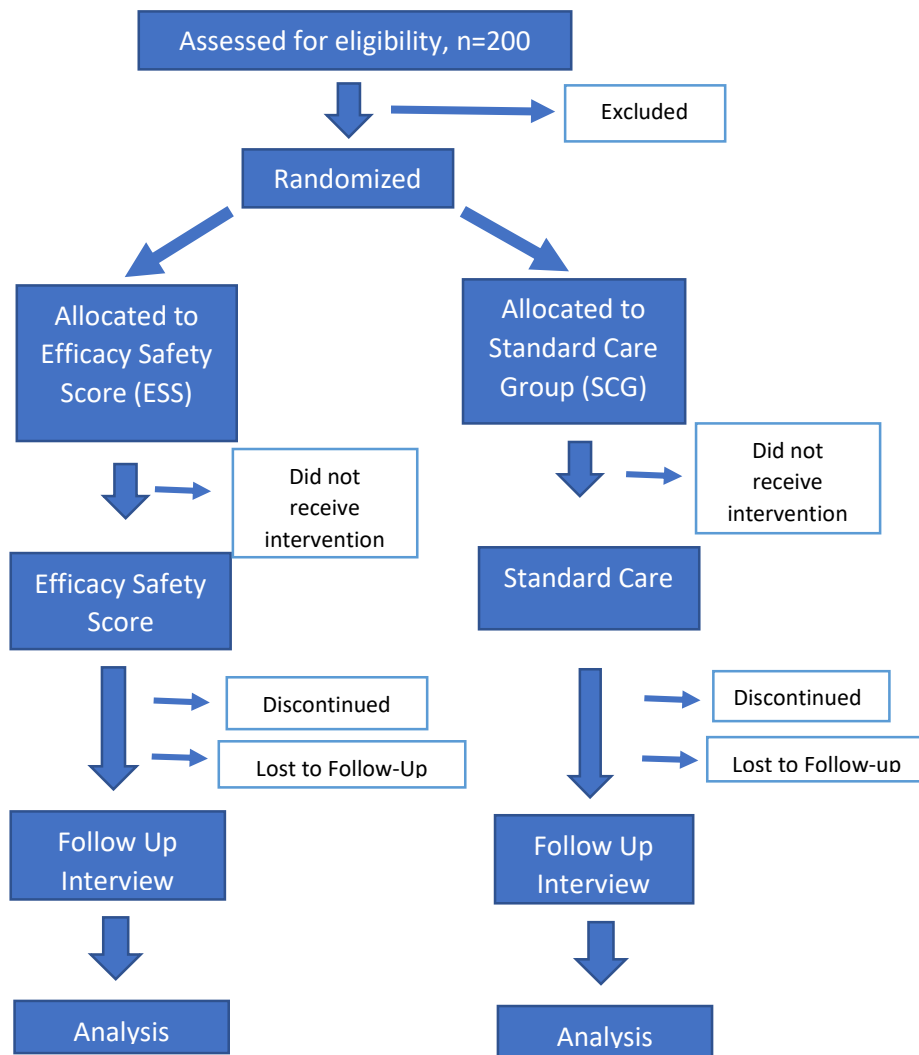 Assessed for eligibility, n=200
Excluded
Randomized
Allocated to
Efficacy Safety
Score (ESS)
Allocated to
Standard Care
Group (SCG)
Did not
receive
intervention
Did not
receive
intervention
Efficacy Safety
Score
Standard Care
Discontinued
Lost to Follow-Up
Discontinued
Lost to Follow-up
Follow Up
Interview
Follow Up
Interview
Analysis
Analysis